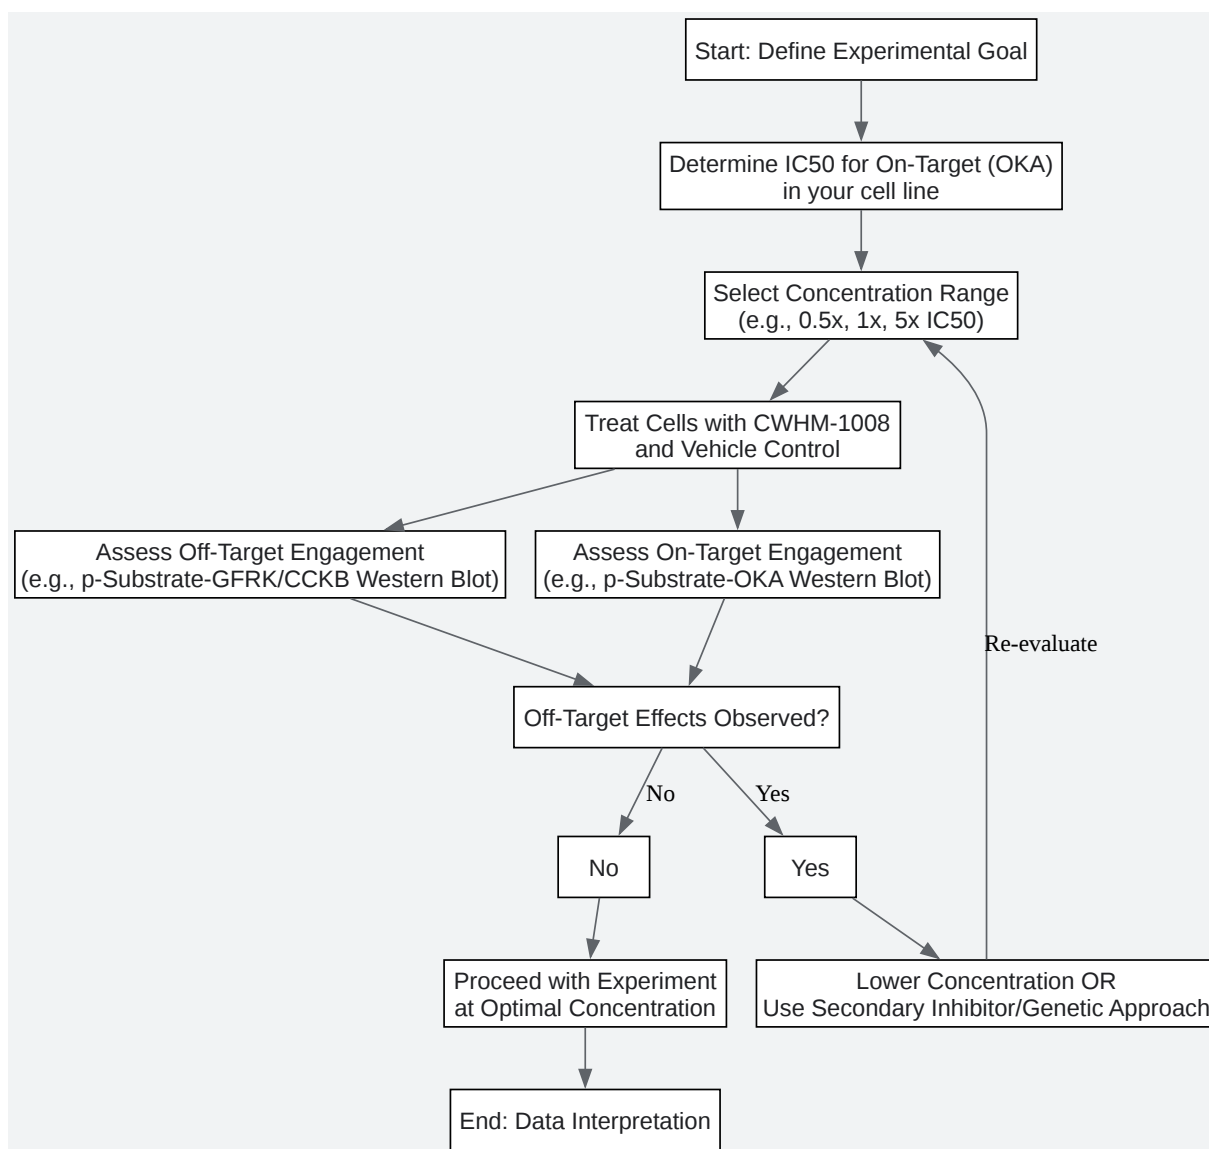 Start: Define Experimental Goal
Determine IC50 for On-Target (OKA)
in your cell line
Select Concentration Range
(e.g., 0.5x, 1x, 5x IC50)
Treat Cells with CWHM-1008
and Vehicle Control
Assess Off-Target Engagement
(e.g., p-Substrate-GFRK/CCKB Western Blot)
Assess On-Target Engagement
(e.g., p-Substrate-OKA Western Blot)
Re-evaluate
Off-Target Effects Observed?
No
Yes
No
Yes
Proceed with Experiment
at Optimal Concentration
Lower Concentration OR
Use Secondary Inhibitor/Genetic Approach
End: Data Interpretation